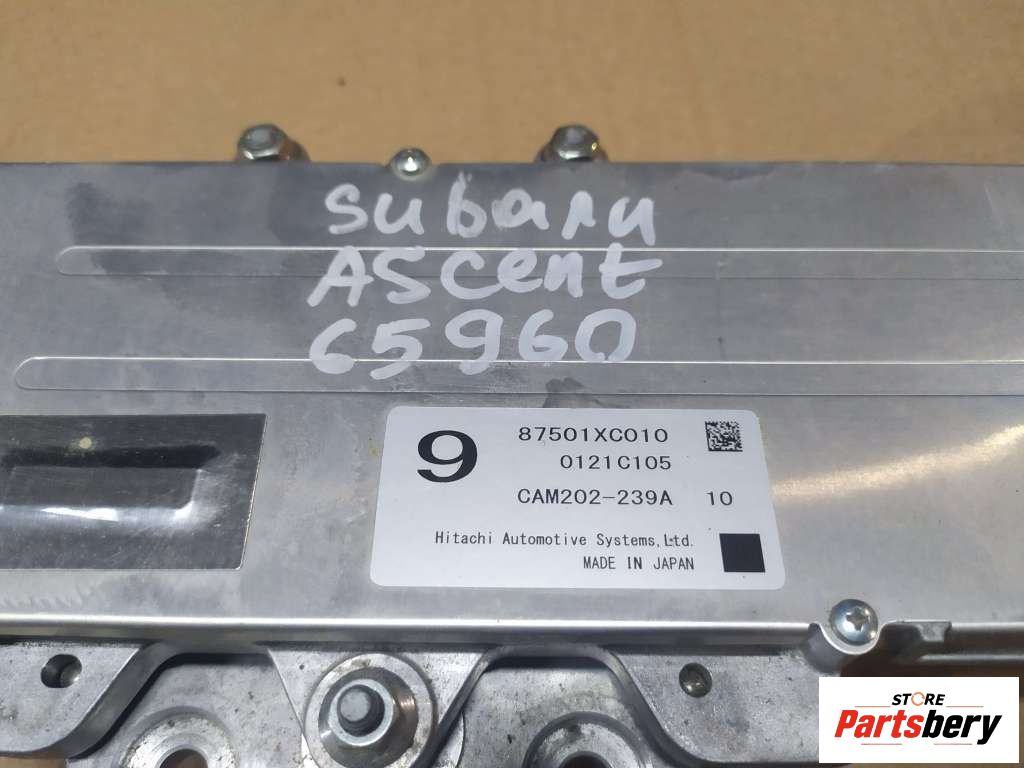 Subaru
Ascent
65960
9
87501XC010
0121C105
CAM202-239A 10
Hitachi Automotive Systems,Ltd.
MADE IN JAPAN
STORE
Partsbery